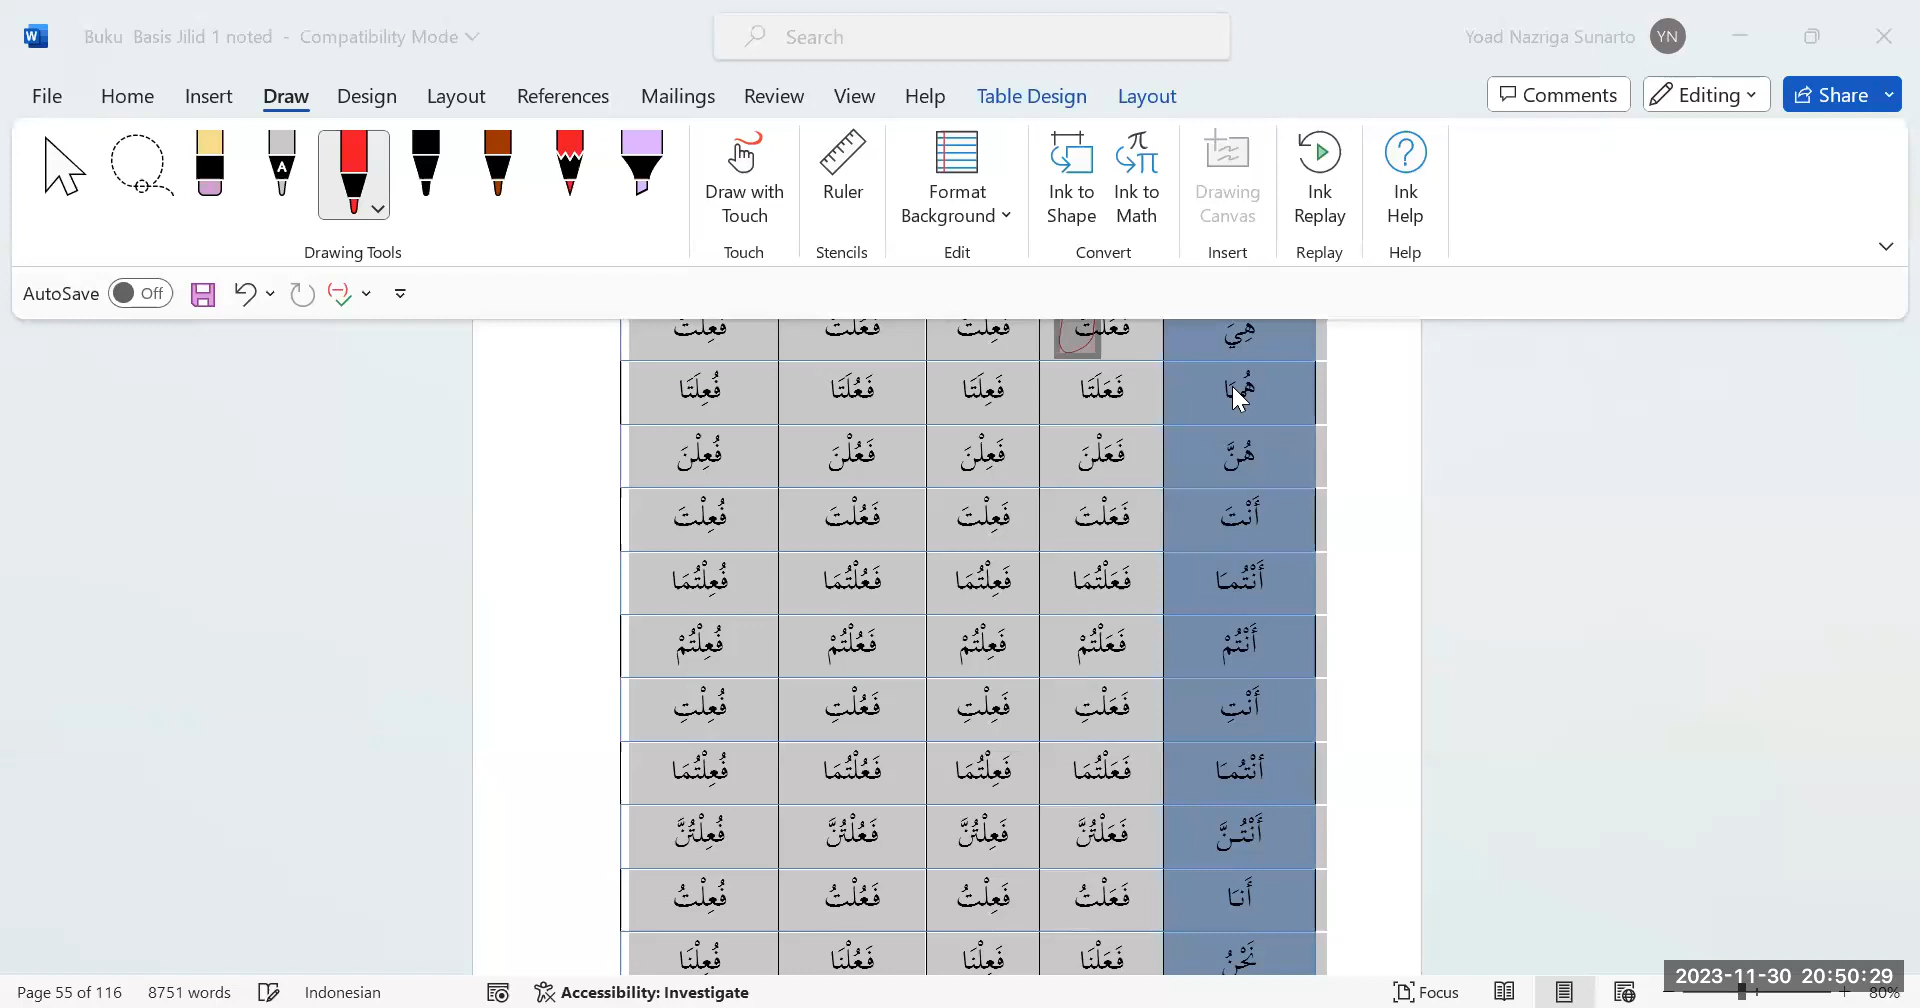 Buku Basis Jilid 1 noted - Compatibility Mode
Search
Yoad Nazriga Sunarto YN
File Home Insert Draw Design Layout References Mailings Review View Help Table Design Layout
Comments Editing Share
A
Draw with Touch
Ruler
Format Background
Ink to Shape
Ink to Math
Drawing Canvas
Ink Replay
Ink Help
Drawing Tools Touch Stencils Edit Convert Insert Replay Help
AutoSave Off
هِيَ فَعَلَتْ فَعِلَتْ فَعُلَتْ فُعِلَتْ
هُمَا فَعَلَتَا فَعِلَتَا فَعُلَتَا فُعِلَتَا
هُنَّ فَعَلْنَ فَعِلْنَ فَعُلْنَ فُعِلْنَ
أَنْتَ فَعَلْتَ فَعِلْتَ فَعُلْتَ فُعِلْتَ
أَنْتُمَا فَعَلْتُمَا فَعِلْتُمَا فَعُلْتُمَا فُعِلْتُمَا
أَنْتُمْ فَعَلْتُمْ فَعِلْتُمْ فَعُلْتُمْ فُعِلْتُمْ
أَنْتِ فَعَلْتِ فَعِلْتِ فَعُلْتِ فُعِلْتِ
أنْتُمَا فَعَلْتُمَا فَعِلْتُمَا فَعُلْتُمَا فُعِلْتُمَا
أَنْتُنَّ فَعَلْتُنَّ فَعِلْتُنَّ فَعُلْتُنَّ فُعِلْتُنَّ
أَنَا فَعَلْتُ فَعِلْتُ فَعُلْتُ فُعِلْتُ
نَحْنُ فَعَلْنَا فَعِلْنَا فَعُلْنَا فُعِلْنَا
2023-11-30 20:50:29
Page 55 of 116 8751 words Indonesian Accessibility: Investigate Focus 80%